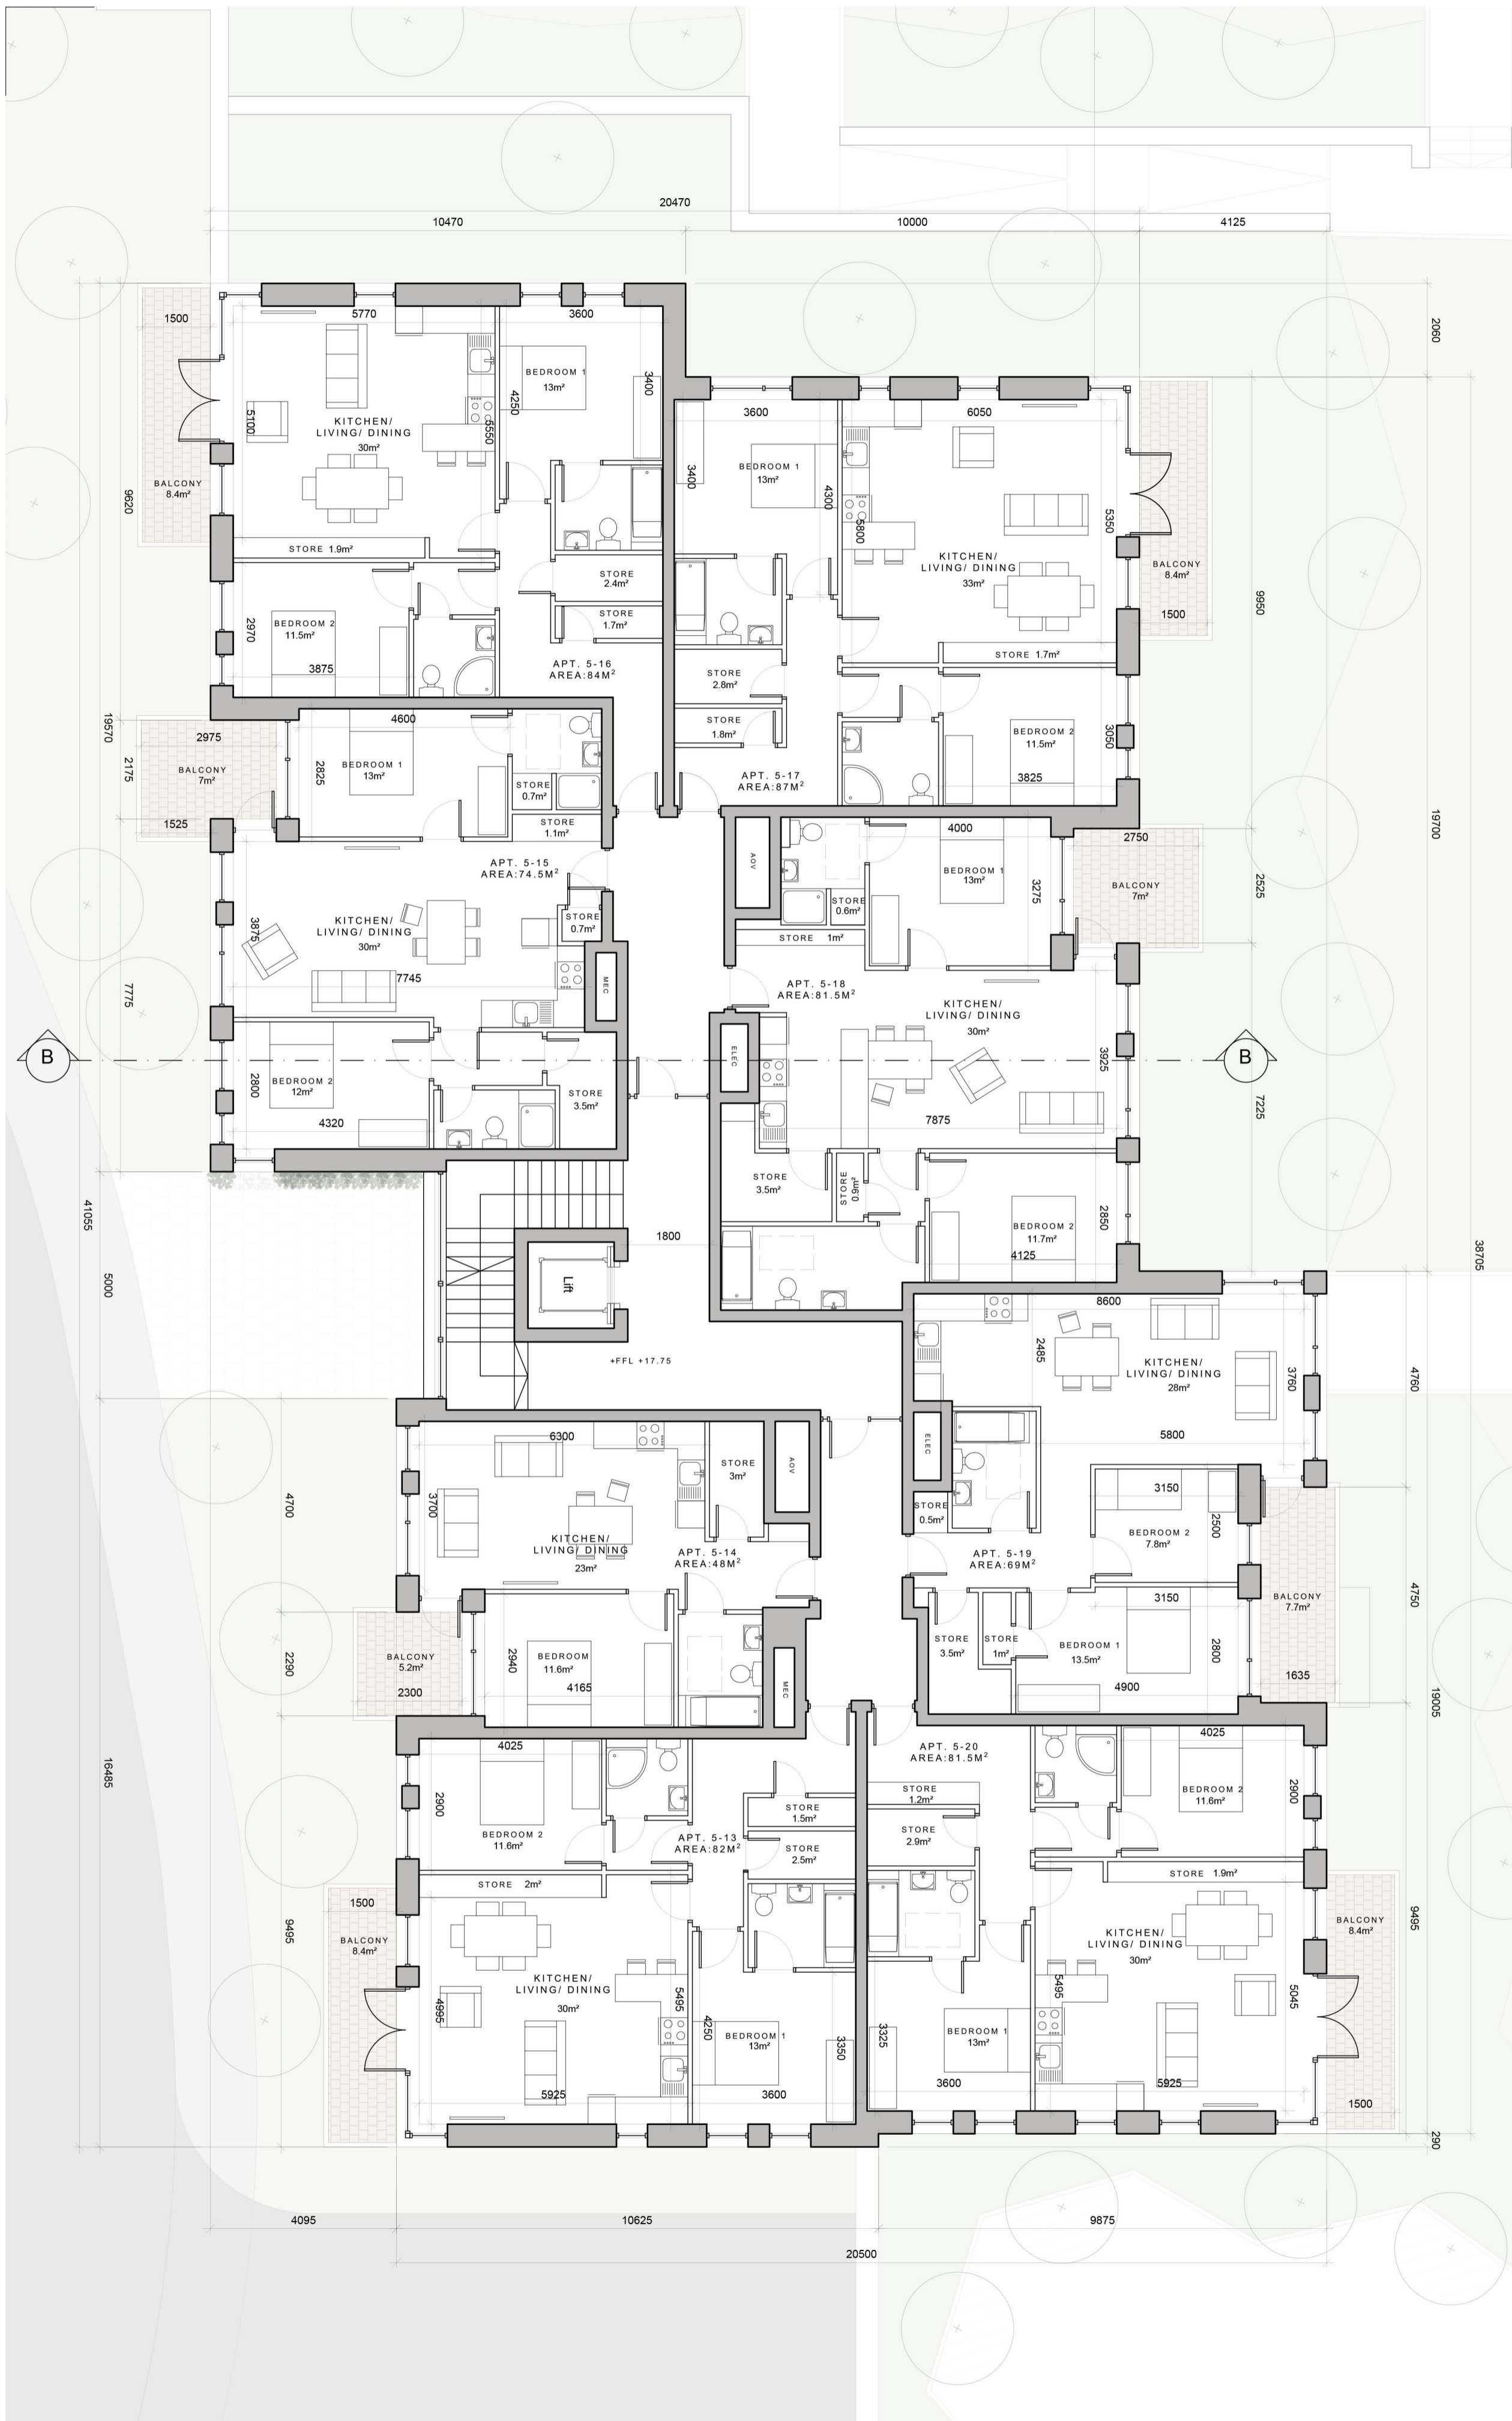 20470
10470
10000
4125
2060
1500
5770
3600
BEDROOM 1
13m²
3400
4250
5100
5550
KITCHEN/
LIVING/ DINING
30m²
BALCONY
8.4m²
9620
STORE 1.9m²
STORE
2.4m²
STORE
1.7m²
BEDROOM 2
11.5m²
2970
3875
APT. 5-16
AREA:84M²
3600
6050
BEDROOM 1
13m²
3400
4300
5800
5350
KITCHEN/
LIVING/ DINING
33m²
BALCONY
8.4m²
1500
9950
STORE 1.7m²
STORE
2.8m²
STORE
1.8m²
BEDROOM 2
11.5m²
3050
3825
APT. 5-17
AREA:87M²
19570
2175
2975
BALCONY
7m²
1525
4600
BEDROOM 1
13m²
2825
STORE
0.7m²
STORE
1.1m²
APT. 5-15
AREA:74.5M²
KITCHEN/
LIVING/ DINING
30m²
3875
7745
STORE
0.7m²
MEC
7775
BEDROOM 2
12m²
2800
4320
STORE
3.5m²
B
19700
AOV
4000
2750
BEDROOM 1
13m²
3275
BALCONY
7m²
2525
STORE
0.6m²
STORE 1m²
APT. 5-18
AREA:81.5M²
KITCHEN/
LIVING/ DINING
30m²
ELEC
3925
7875
B
7225
STORE
3.5m²
STORE
0.9m²
BEDROOM 2
11.7m²
2850
4125
41055
5000
1800
Lift
+FFL +17.75
38705
8600
2485
KITCHEN/
LIVING/ DINING
28m²
3760
4760
5800
ELEC
STORE
0.5m²
3150
BEDROOM 2
7.8m²
2500
APT. 5-19
AREA:69M²
3150
BALCONY
7.7m²
4750
STORE
3.5m²
STORE
1m²
BEDROOM 1
13.5m²
2800
4900
1635
19005
6300
STORE
3m²
AOV
3700
4700
KITCHEN/
LIVING/ DINING
23m²
APT. 5-14
AREA:48M²
BALCONY
5.2m²
2300
2290
2940
BEDROOM
11.6m²
4165
MEC
16485
4025
2900
BEDROOM 2
11.6m²
APT. 5-13
AREA:82M²
STORE
1.5m²
STORE
2.5m²
STORE 2m²
1500
BALCONY
8.4m²
9495
KITCHEN/
LIVING/ DINING
30m²
4995
5495
4250
5925
BEDROOM 1
13m²
3350
3600
APT. 5-20
AREA:81.5M²
4025
STORE
1.2m²
STORE
2.9m²
BEDROOM 2
11.6m²
2900
STORE 1.9m²
BALCONY
8.4m²
9495
KITCHEN/
LIVING/ DINING
30m²
5495
5045
3325
BEDROOM 1
13m²
3600
5925
1500
290
4095
10625
9875
20500